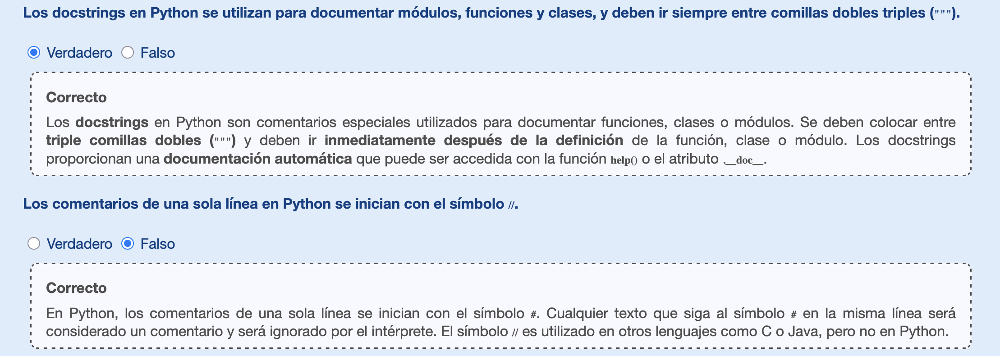 Los docstrings en Python se utilizan para documentar módulos, funciones y clases, y deben ir siempre entre comillas dobles triples (""").
Verdadero Falso
Correcto
Los docstrings en Python son comentarios especiales utilizados para documentar funciones, clases o módulos. Se deben colocar entre
triple comillas dobles (""") y deben ir inmediatamente después de la definición de la función, clase o módulo. Los docstrings
proporcionan una documentación automática que puede ser accedida con la función help() o el atributo .__doc__.
Los comentarios de una sola línea en Python se inician con el símbolo //.
Verdadero Falso
Correcto
En Python, los comentarios de una sola línea se inician con el símbolo #. Cualquier texto que siga al símbolo # en la misma línea será
considerado un comentario y será ignorado por el intérprete. El símbolo // es utilizado en otros lenguajes como C o Java, pero no en Python.